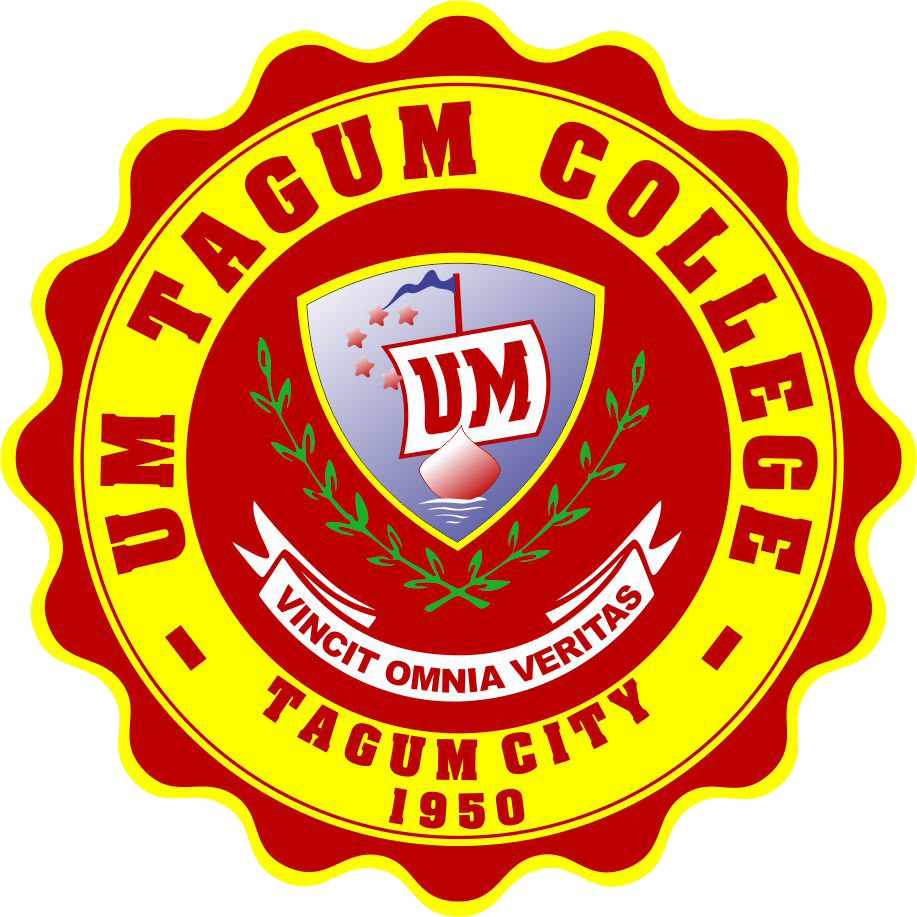 UM TAGUM COLLEGE
UM
VINCIT OMNIA VERITAS
- TAGUM CITY -
1950